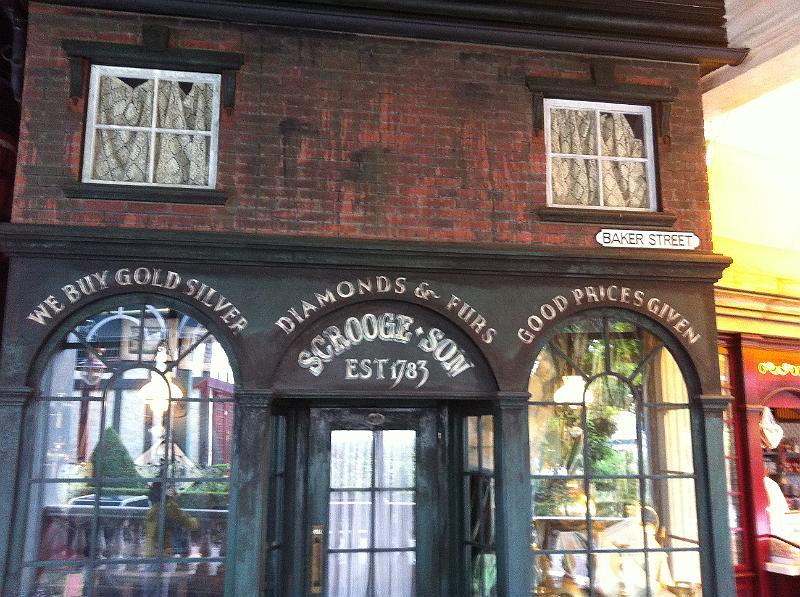 BAKER STREET
WE BUY GOLD SILVER
DIAMONDS & FURS
GOOD PRICES GIVEN
SCROOGE · SON
EST 1783